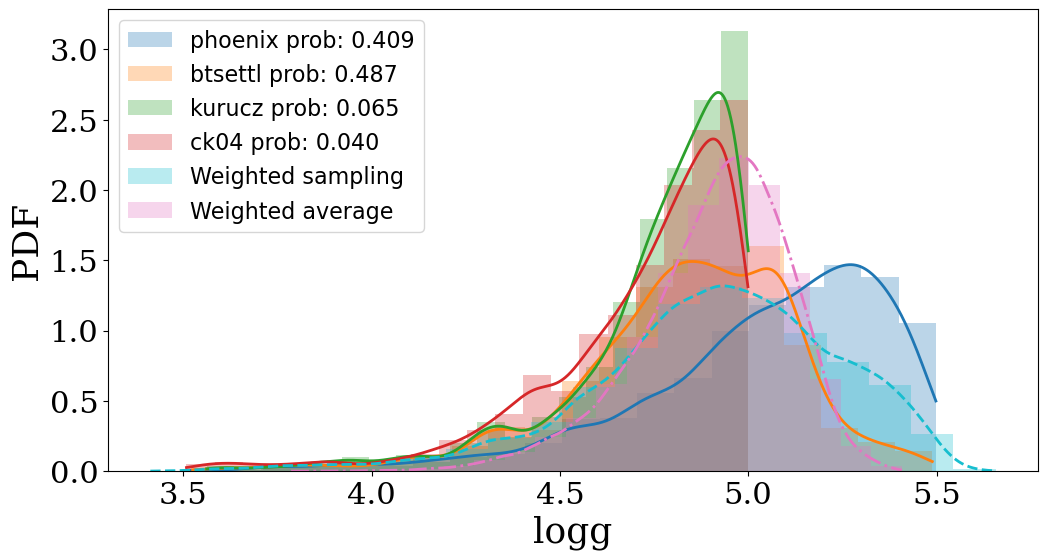 phoenix prob: 0.409
btsettl prob: 0.487
kurucz prob: 0.065
ck04 prob: 0.040
Weighted sampling
Weighted average
PDF
3.0
2.5
2.0
1.5
1.0
0.5
0.0
3.5 4.0 4.5 5.0 5.5
logg